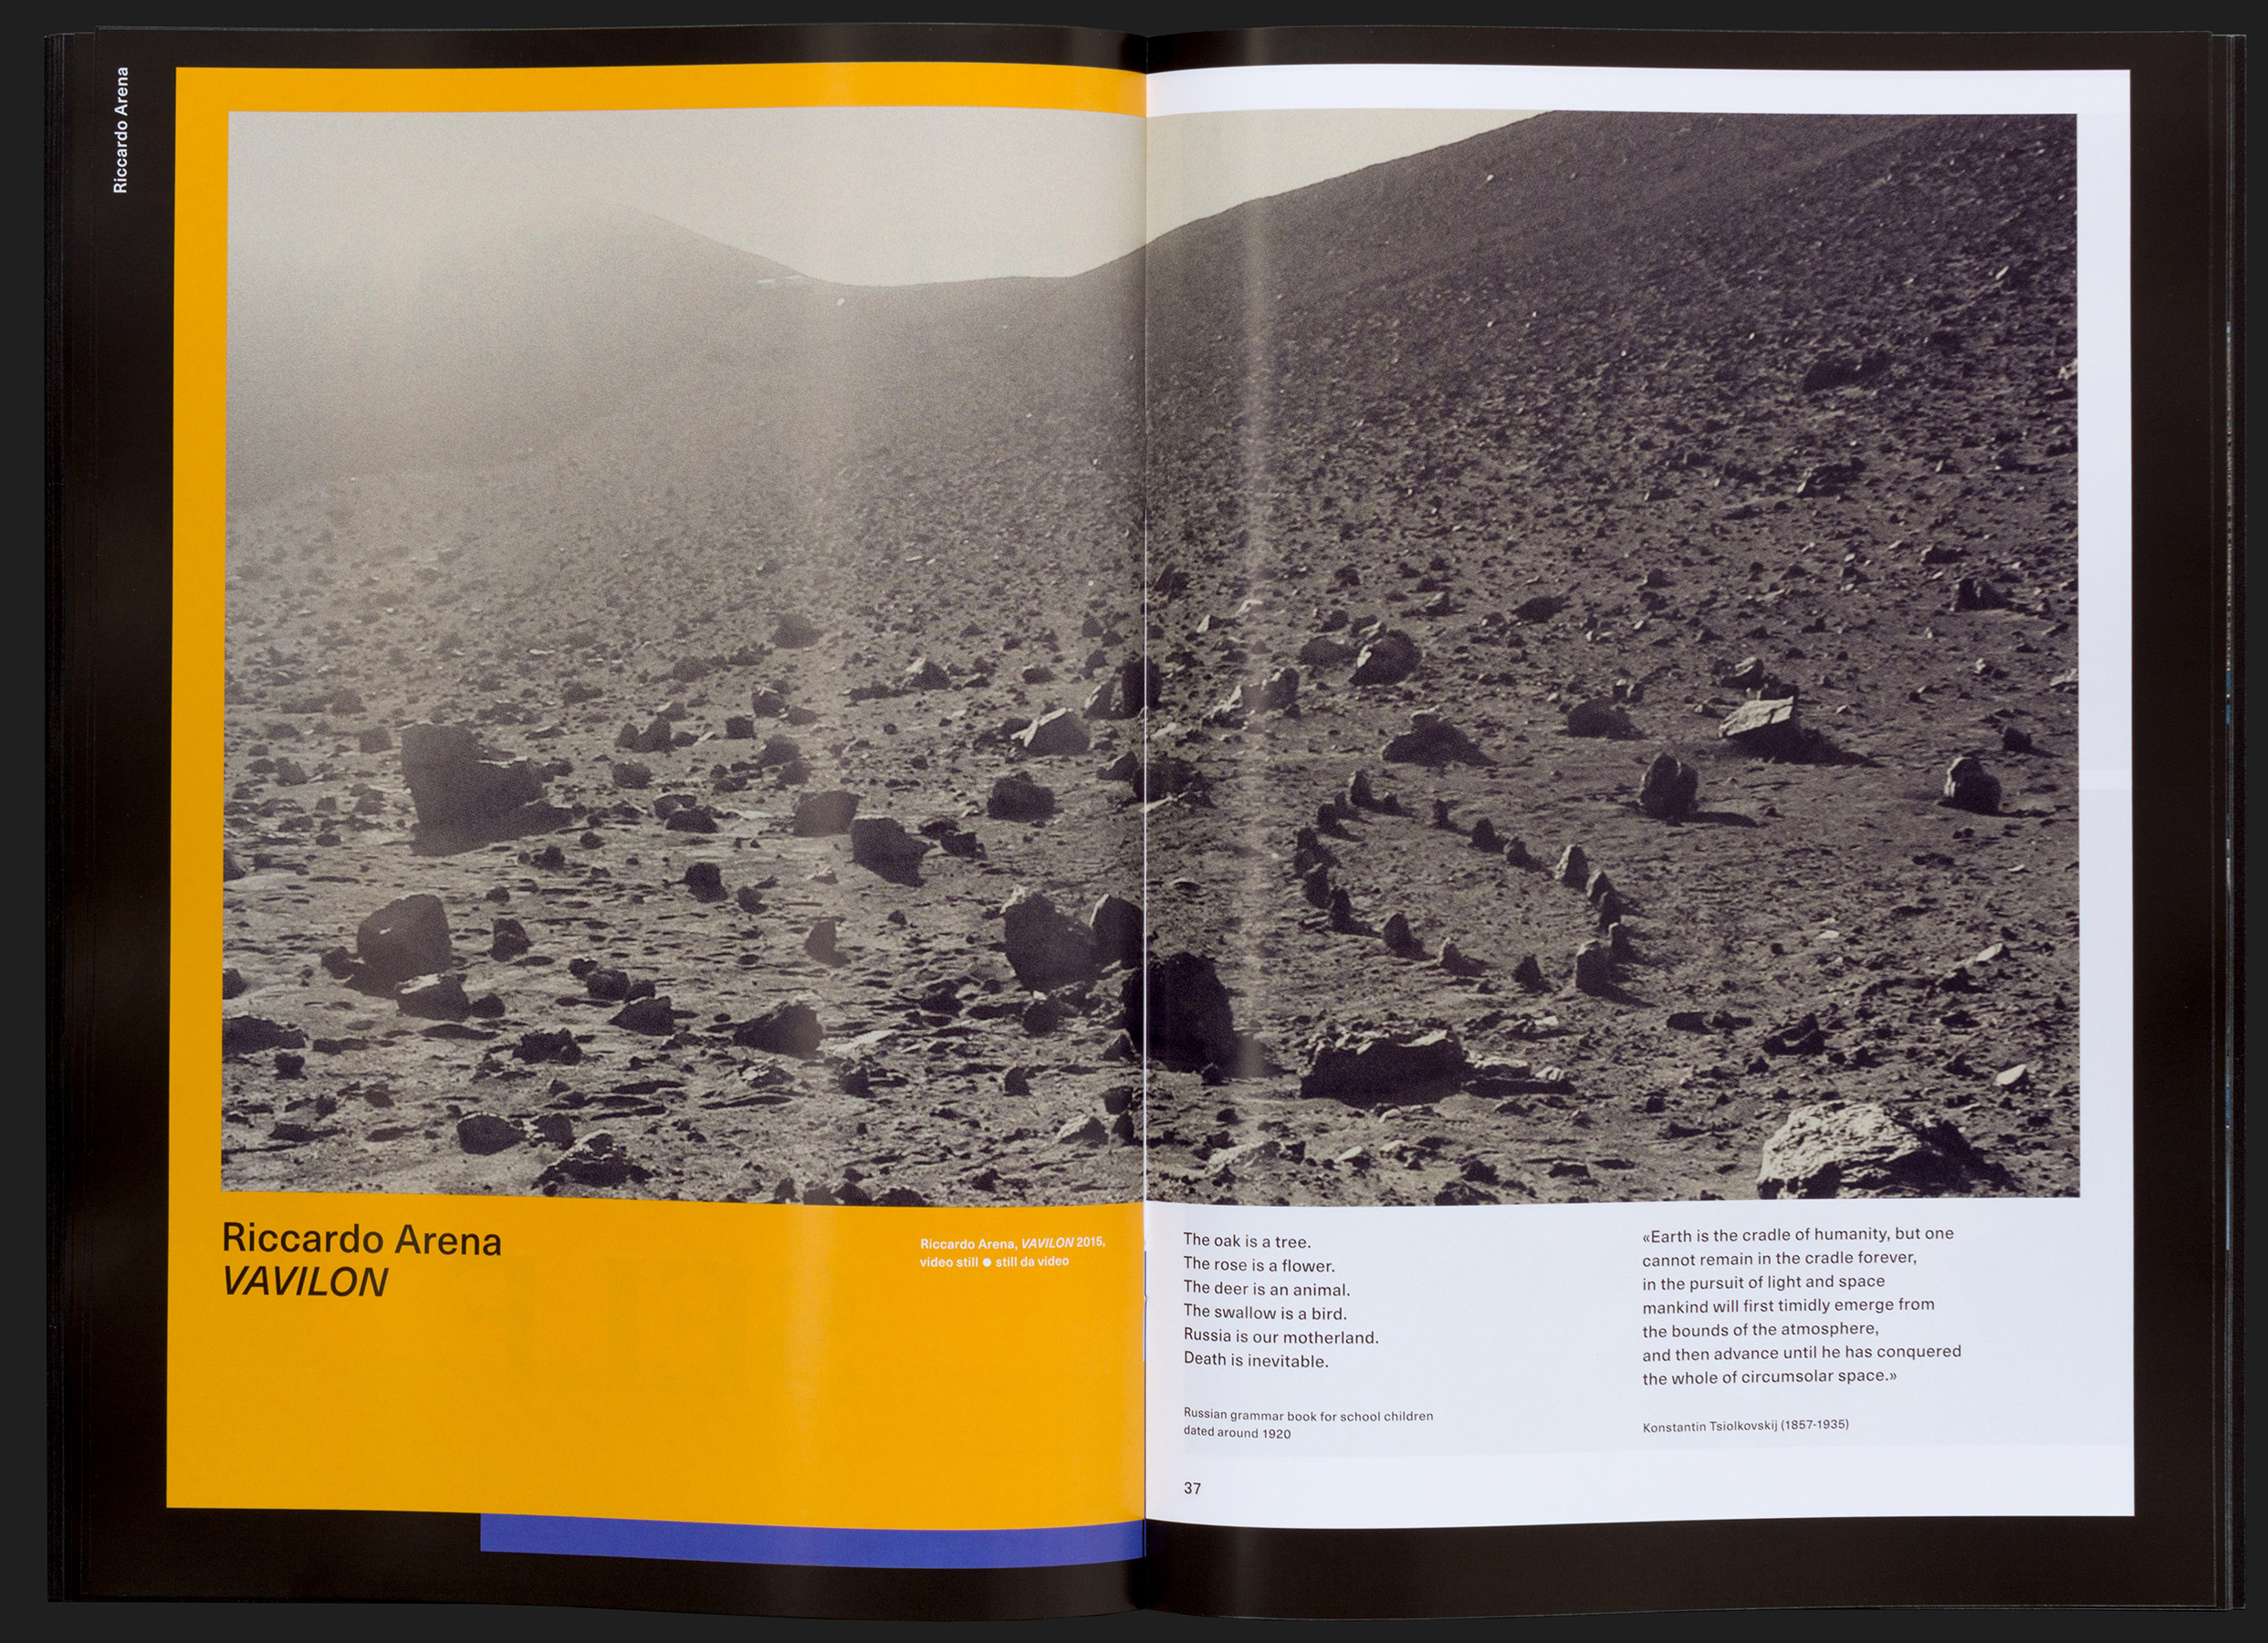 Riccardo Arena
Riccardo Arena
VAVILON
Riccardo Arena, VAVILON 2015,
video still ● still da video
The oak is a tree.
The rose is a flower.
The deer is an animal.
The swallow is a bird.
Russia is our motherland.
Death is inevitable.
Russian grammar book for school children
dated around 1920
«Earth is the cradle of humanity, but one
cannot remain in the cradle forever,
in the pursuit of light and space
mankind will first timidly emerge from
the bounds of the atmosphere,
and then advance until he has conquered
the whole of circumsolar space.»
Konstantin Tsiolkovskij (1857-1935)
37